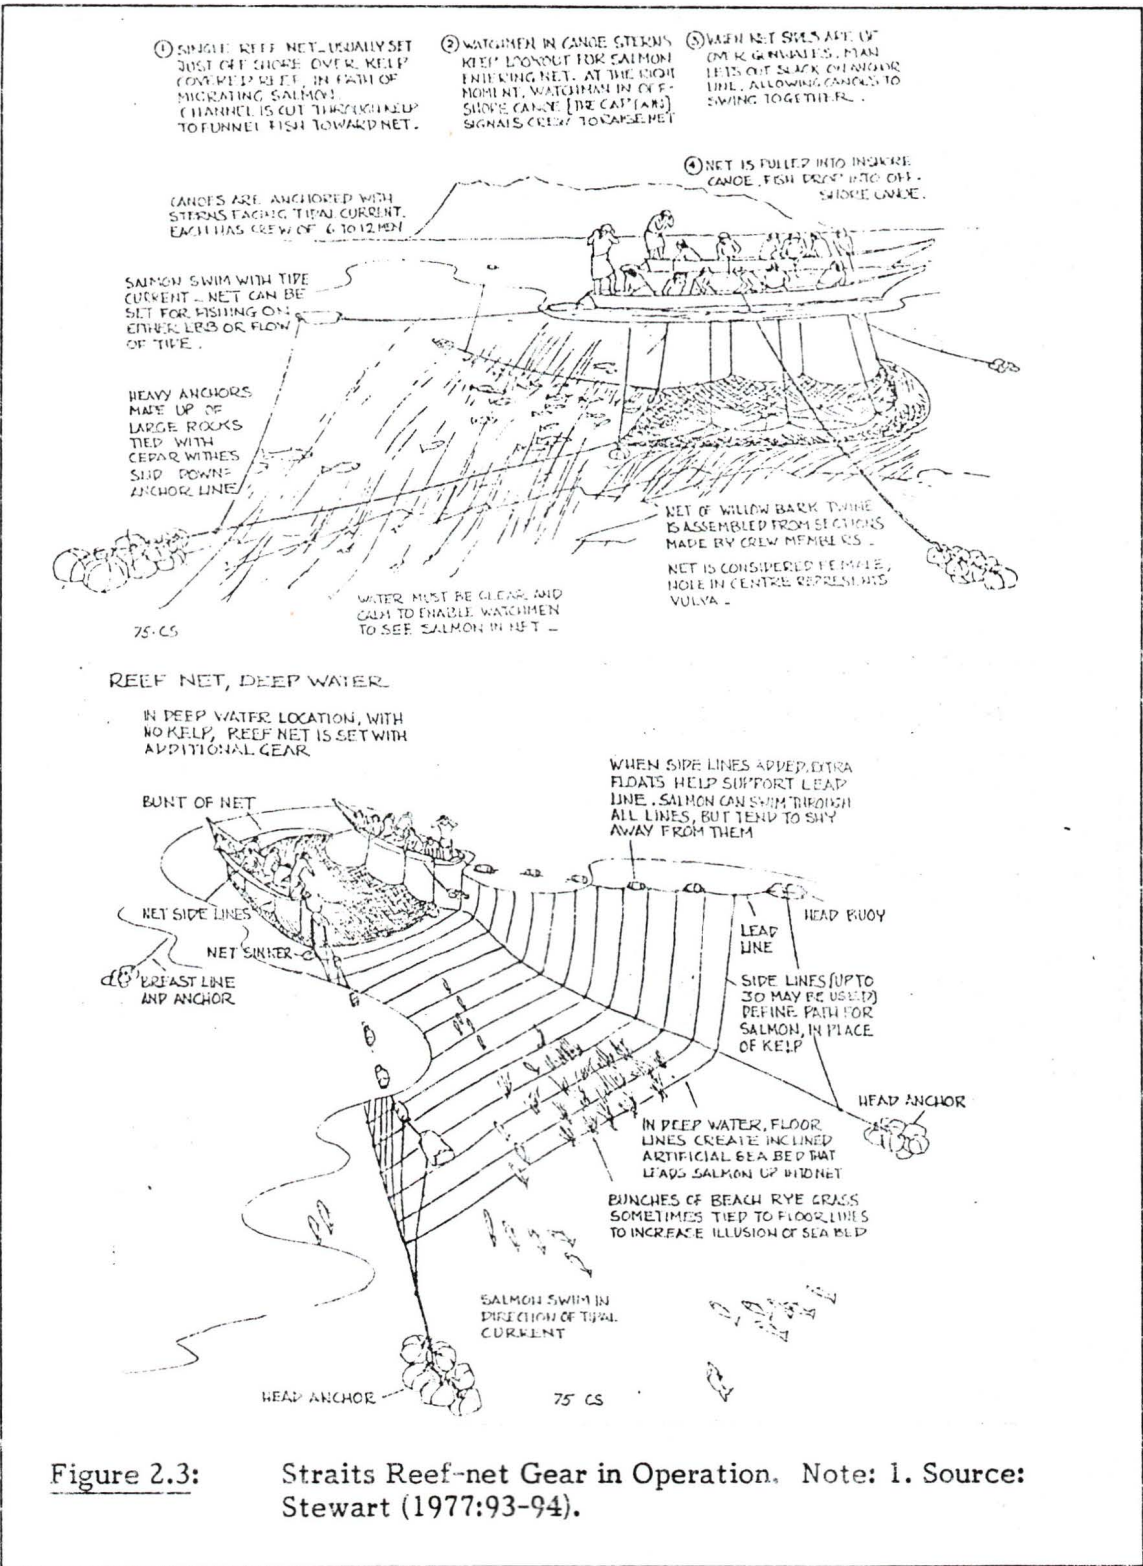 ① SINGLE REEF NET - USUALLY SET
JUST OFF SHORE OVER KELP
COVERED REEF, IN PATH OF
MIGRATING SALMON.
CHANNEL IS CUT THROUGH KELP
TO FUNNEL FISH TOWARD NET.
② WATCHMEN IN CANOE STERNS
KEEP LOOKOUT FOR SALMON
ENTERING NET. AT THE RIGHT
MOMENT, WATCHMAN IN OFF-
SHORE CANOE [THE CAPTAIN]
SIGNALS CREW TO RAISE NET
③ WHEN NET SIDES ARE UP
OVER GUNWALES, MAN
LETS OUT SLACK ON ANCHOR
LINE, ALLOWING CANOES TO
SWING TOGETHER.
④ NET IS PULLED INTO INSHORE
CANOE. FISH DROP INTO OFF-
SHORE CANOE.
CANOES ARE ANCHORED WITH
STERNS FACING TIDAL CURRENT.
EACH HAS CREW OF 6 TO 12 MEN
SALMON SWIM WITH TIDE
CURRENT - NET CAN BE
SET FOR FISHING ON
EITHER EBB OR FLOW
OF TIDE.
HEAVY ANCHORS
MADE UP OF
LARGE ROCKS
TIED WITH
CEDAR WITHES
SLID DOWN
ANCHOR LINE
NET OF WILLOW BARK TWINE
IS ASSEMBLED FROM SECTIONS
MADE BY CREW MEMBERS -
NET IS CONSIDERED FEMALE,
HOLE IN CENTRE REPRESENTS
VULVA -
WATER MUST BE CLEAR AND
CALM TO ENABLE WATCHMEN
TO SEE SALMON IN NET -
75·CS
REEF NET, DEEP WATER
IN DEEP WATER LOCATION, WITH
NO KELP, REEF NET IS SET WITH
ADDITIONAL GEAR
BUNT OF NET
WHEN SIDE LINES ADDED, EXTRA
FLOATS HELP SUPPORT LEAD
LINE. SALMON CAN SWIM THROUGH
ALL LINES, BUT TEND TO SHY
AWAY FROM THEM
NET SIDE LINES
NET SINKER
BREAST LINE
AND ANCHOR
HEAD BUOY
LEAD
LINE
SIDE LINES (UP TO
30 MAY BE USED)
DEFINE PATH FOR
SALMON, IN PLACE
OF KELP
HEAD ANCHOR
IN DEEP WATER, FLOOR
LINES CREATE INCLINED
ARTIFICIAL SEA BED THAT
LEADS SALMON UP INTO NET
BUNCHES OF BEACH RYE GRASS
SOMETIMES TIED TO FLOOR LINES
TO INCREASE ILLUSION OF SEA BED
SALMON SWIM IN
DIRECTION OF TIDAL
CURRENT
HEAD ANCHOR
75 CS
Figure 2.3: Straits Reef-net Gear in Operation. Note: 1. Source:
Stewart (1977:93-94).